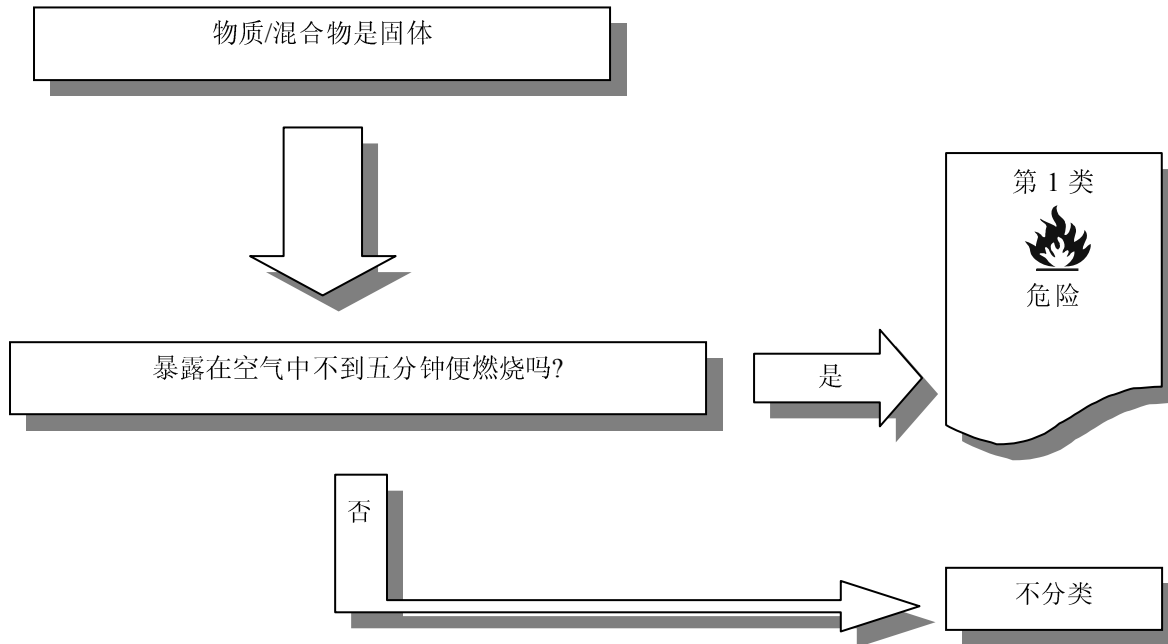 物质/混合物是固体
第 1 类
危险
暴露在空气中不到五分钟便燃烧吗?
是
否
不分类